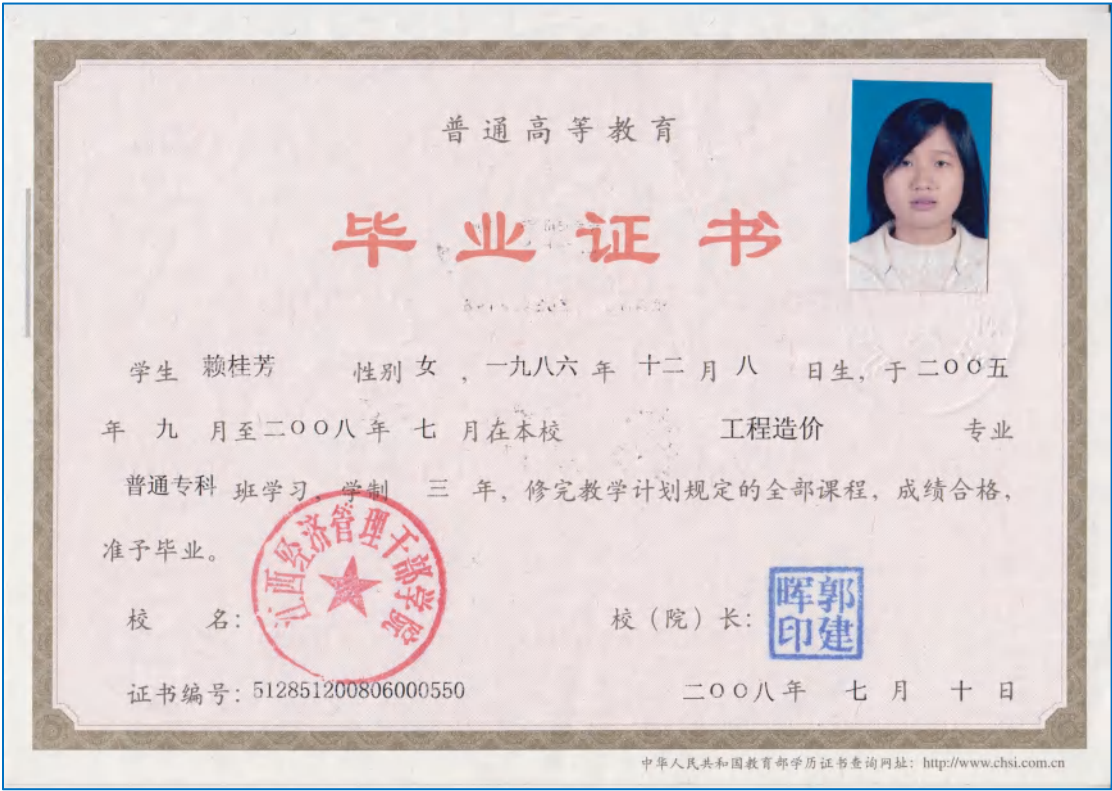 普通高等教育
毕业证书
学生 赖桂芳 性别 女 ，一九八六 年 十二 月 八 日生，于 二〇〇五
年 九 月至二〇〇八 年 七 月在本校 工程造价 专业
普通专科 班学习，学制 三 年，修完教学计划规定的全部课程，成绩合格，
准予毕业。
江西经济管理干部学院
校 名：
校（院）长：
郭建晖印
证书编号：512851200806000550
二〇〇八年 七 月 十 日
中华人民共和国教育部学历证书查询网址：http://www.chsi.com.cn